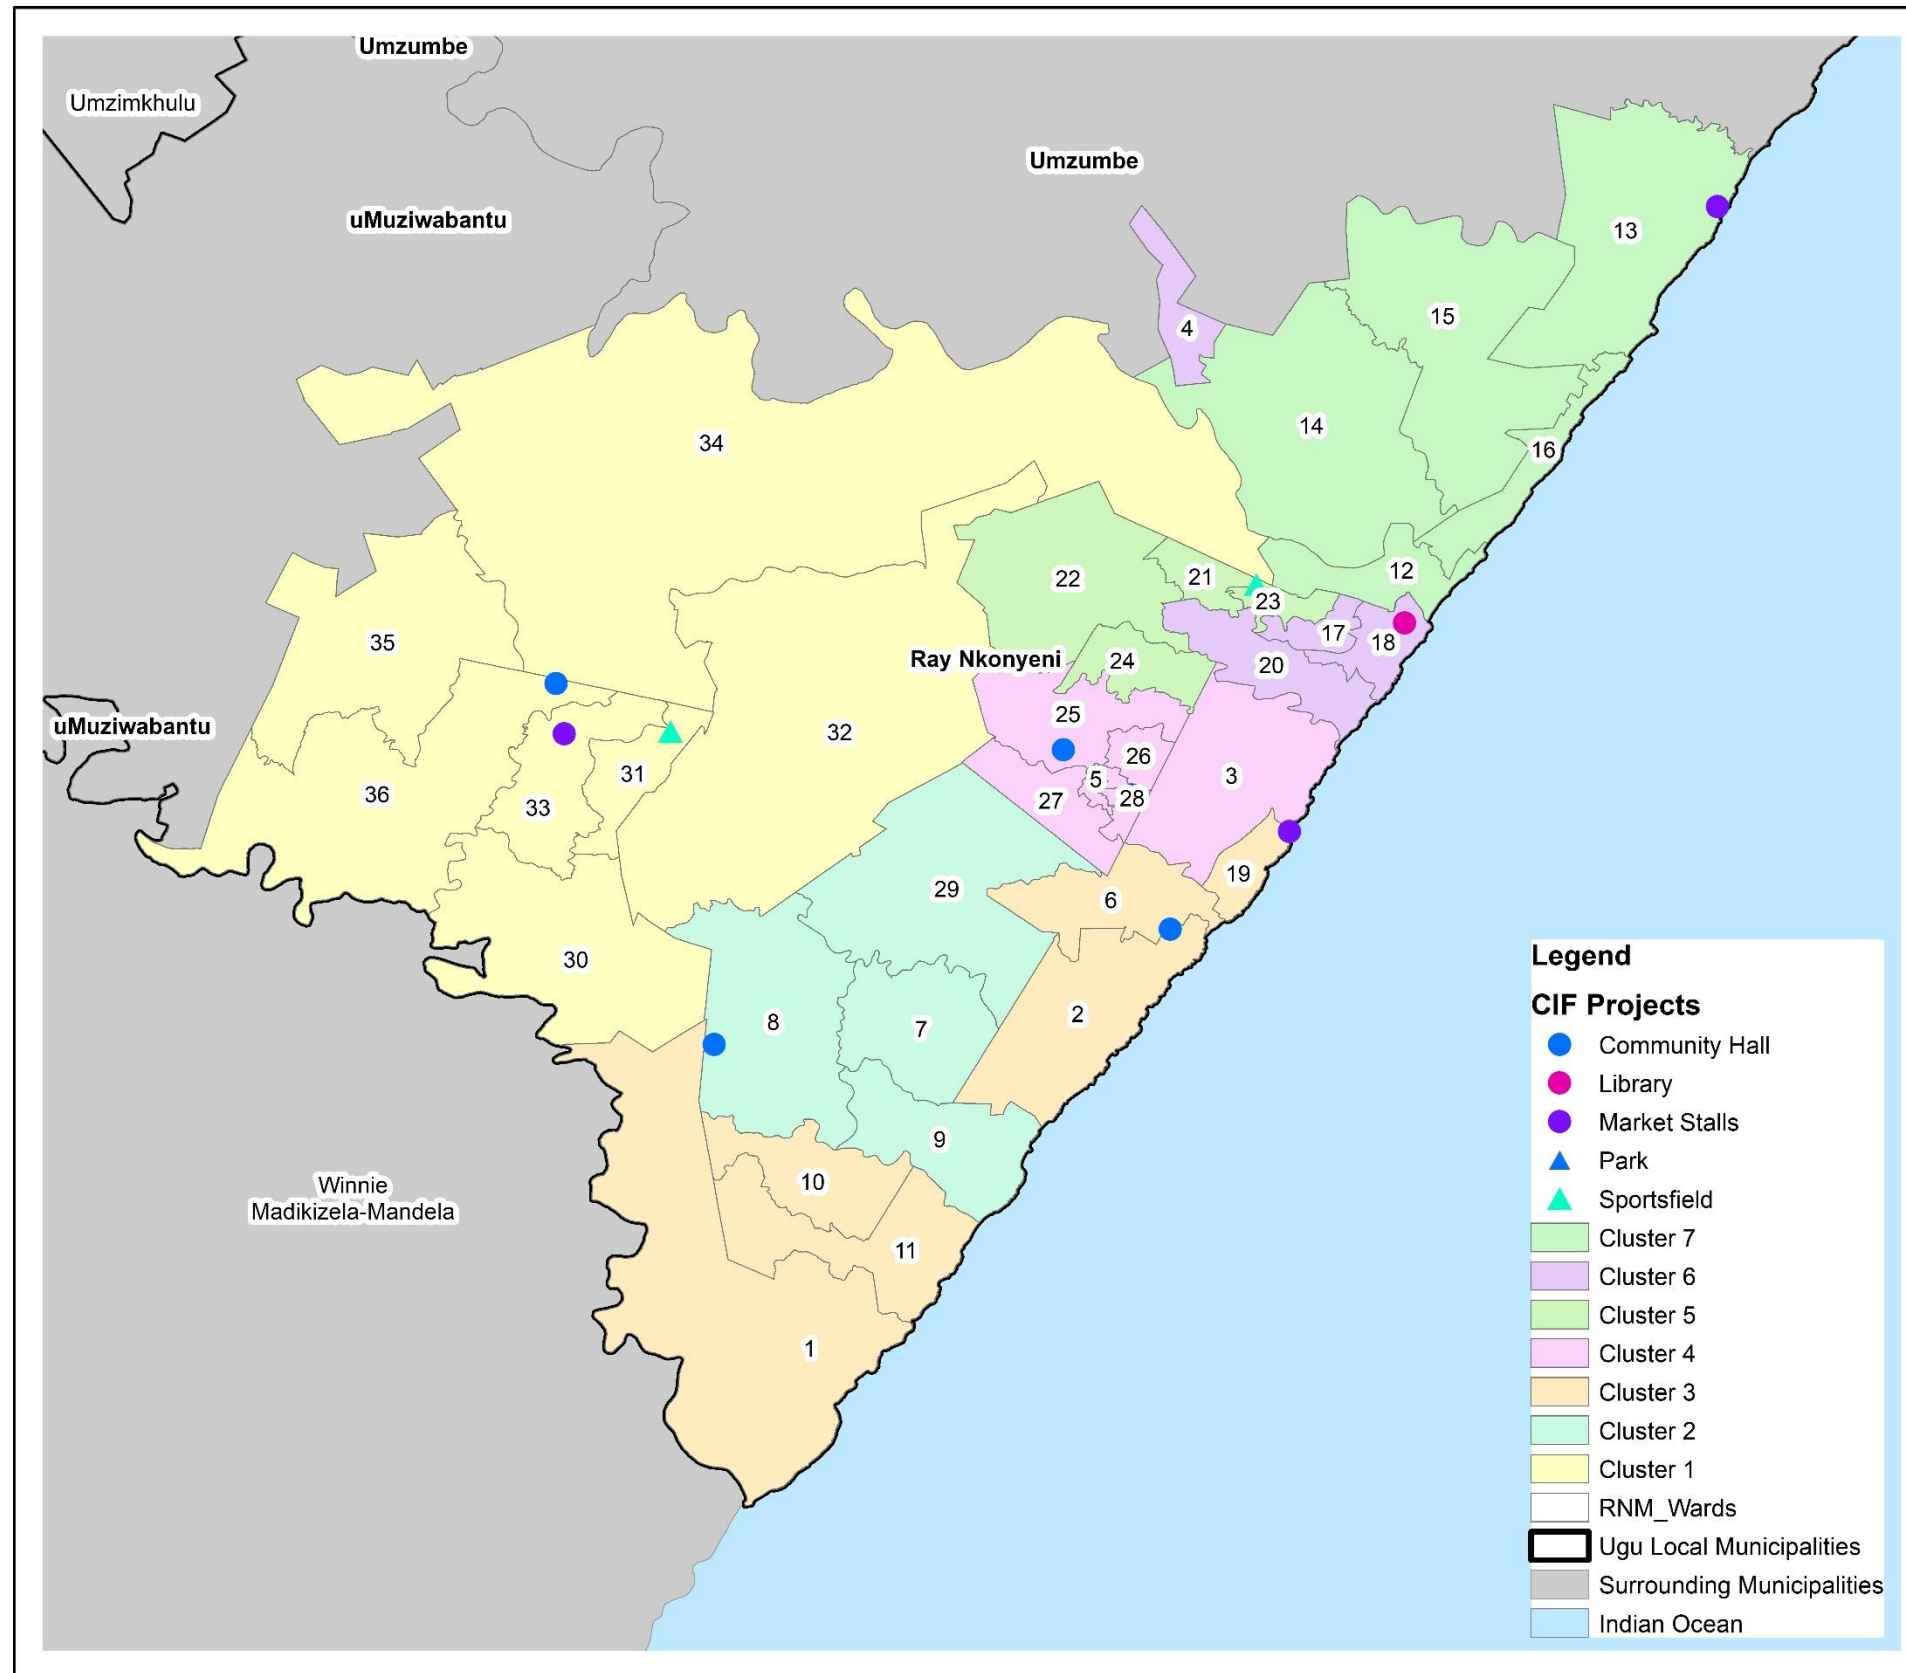 Umzumbe
Umzimkhulu
Umzumbe
uMuziwabantu
13
15
4
14
34
16
22
21
12
23
17
18
35
Ray Nkonyeni
24
20
25
uMuziwabantu
32
26
31
5
3
36
33
27
28
19
29
6
30
2
8
7
9
10
Winnie
Madikizela-Mandela
11
1
Legend
CIF Projects
Community Hall
Library
Market Stalls
Park
Sportsfield
Cluster 7
Cluster 6
Cluster 5
Cluster 4
Cluster 3
Cluster 2
Cluster 1
RNM_Wards
Ugu Local Municipalities
Surrounding Municipalities
Indian Ocean